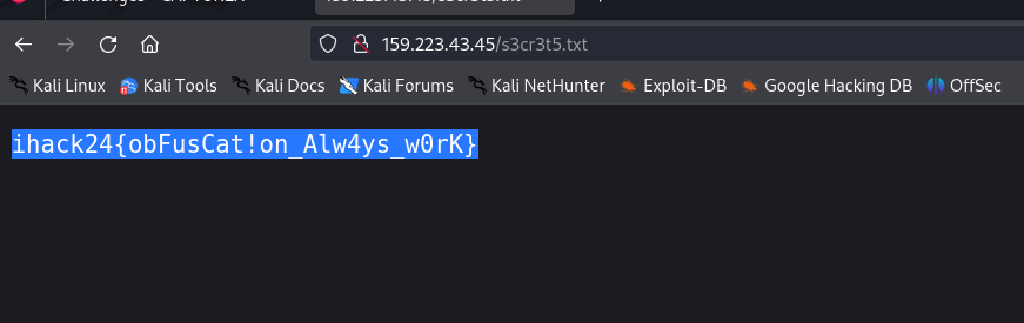 159.223.43.45/s3cr3t5.txt
Kali Linux Kali Tools Kali Docs Kali Forums Kali NetHunter Exploit-DB Google Hacking DB OffSec
ihack24{obFusCat!on_Alw4ys_w0rK}